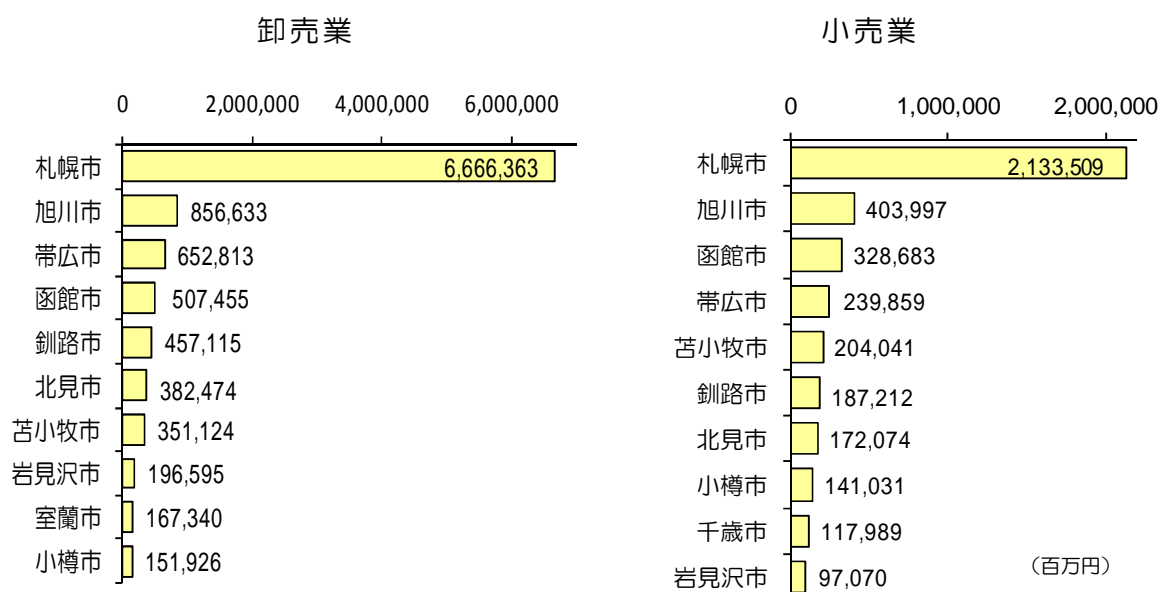 卸売業
0 2,000,000 4,000,000 6,000,000
札幌市 6,666,363
旭川市 856,633
帯広市 652,813
函館市 507,455
釧路市 457,115
北見市 382,474
苫小牧市 351,124
岩見沢市 196,595
室蘭市 167,340
小樽市 151,926
小売業
0 1,000,000 2,000,000
札幌市 2,133,509
旭川市 403,997
函館市 328,683
帯広市 239,859
苫小牧市 204,041
釧路市 187,212
北見市 172,074
小樽市 141,031
千歳市 117,989
岩見沢市 97,070
（百万円）